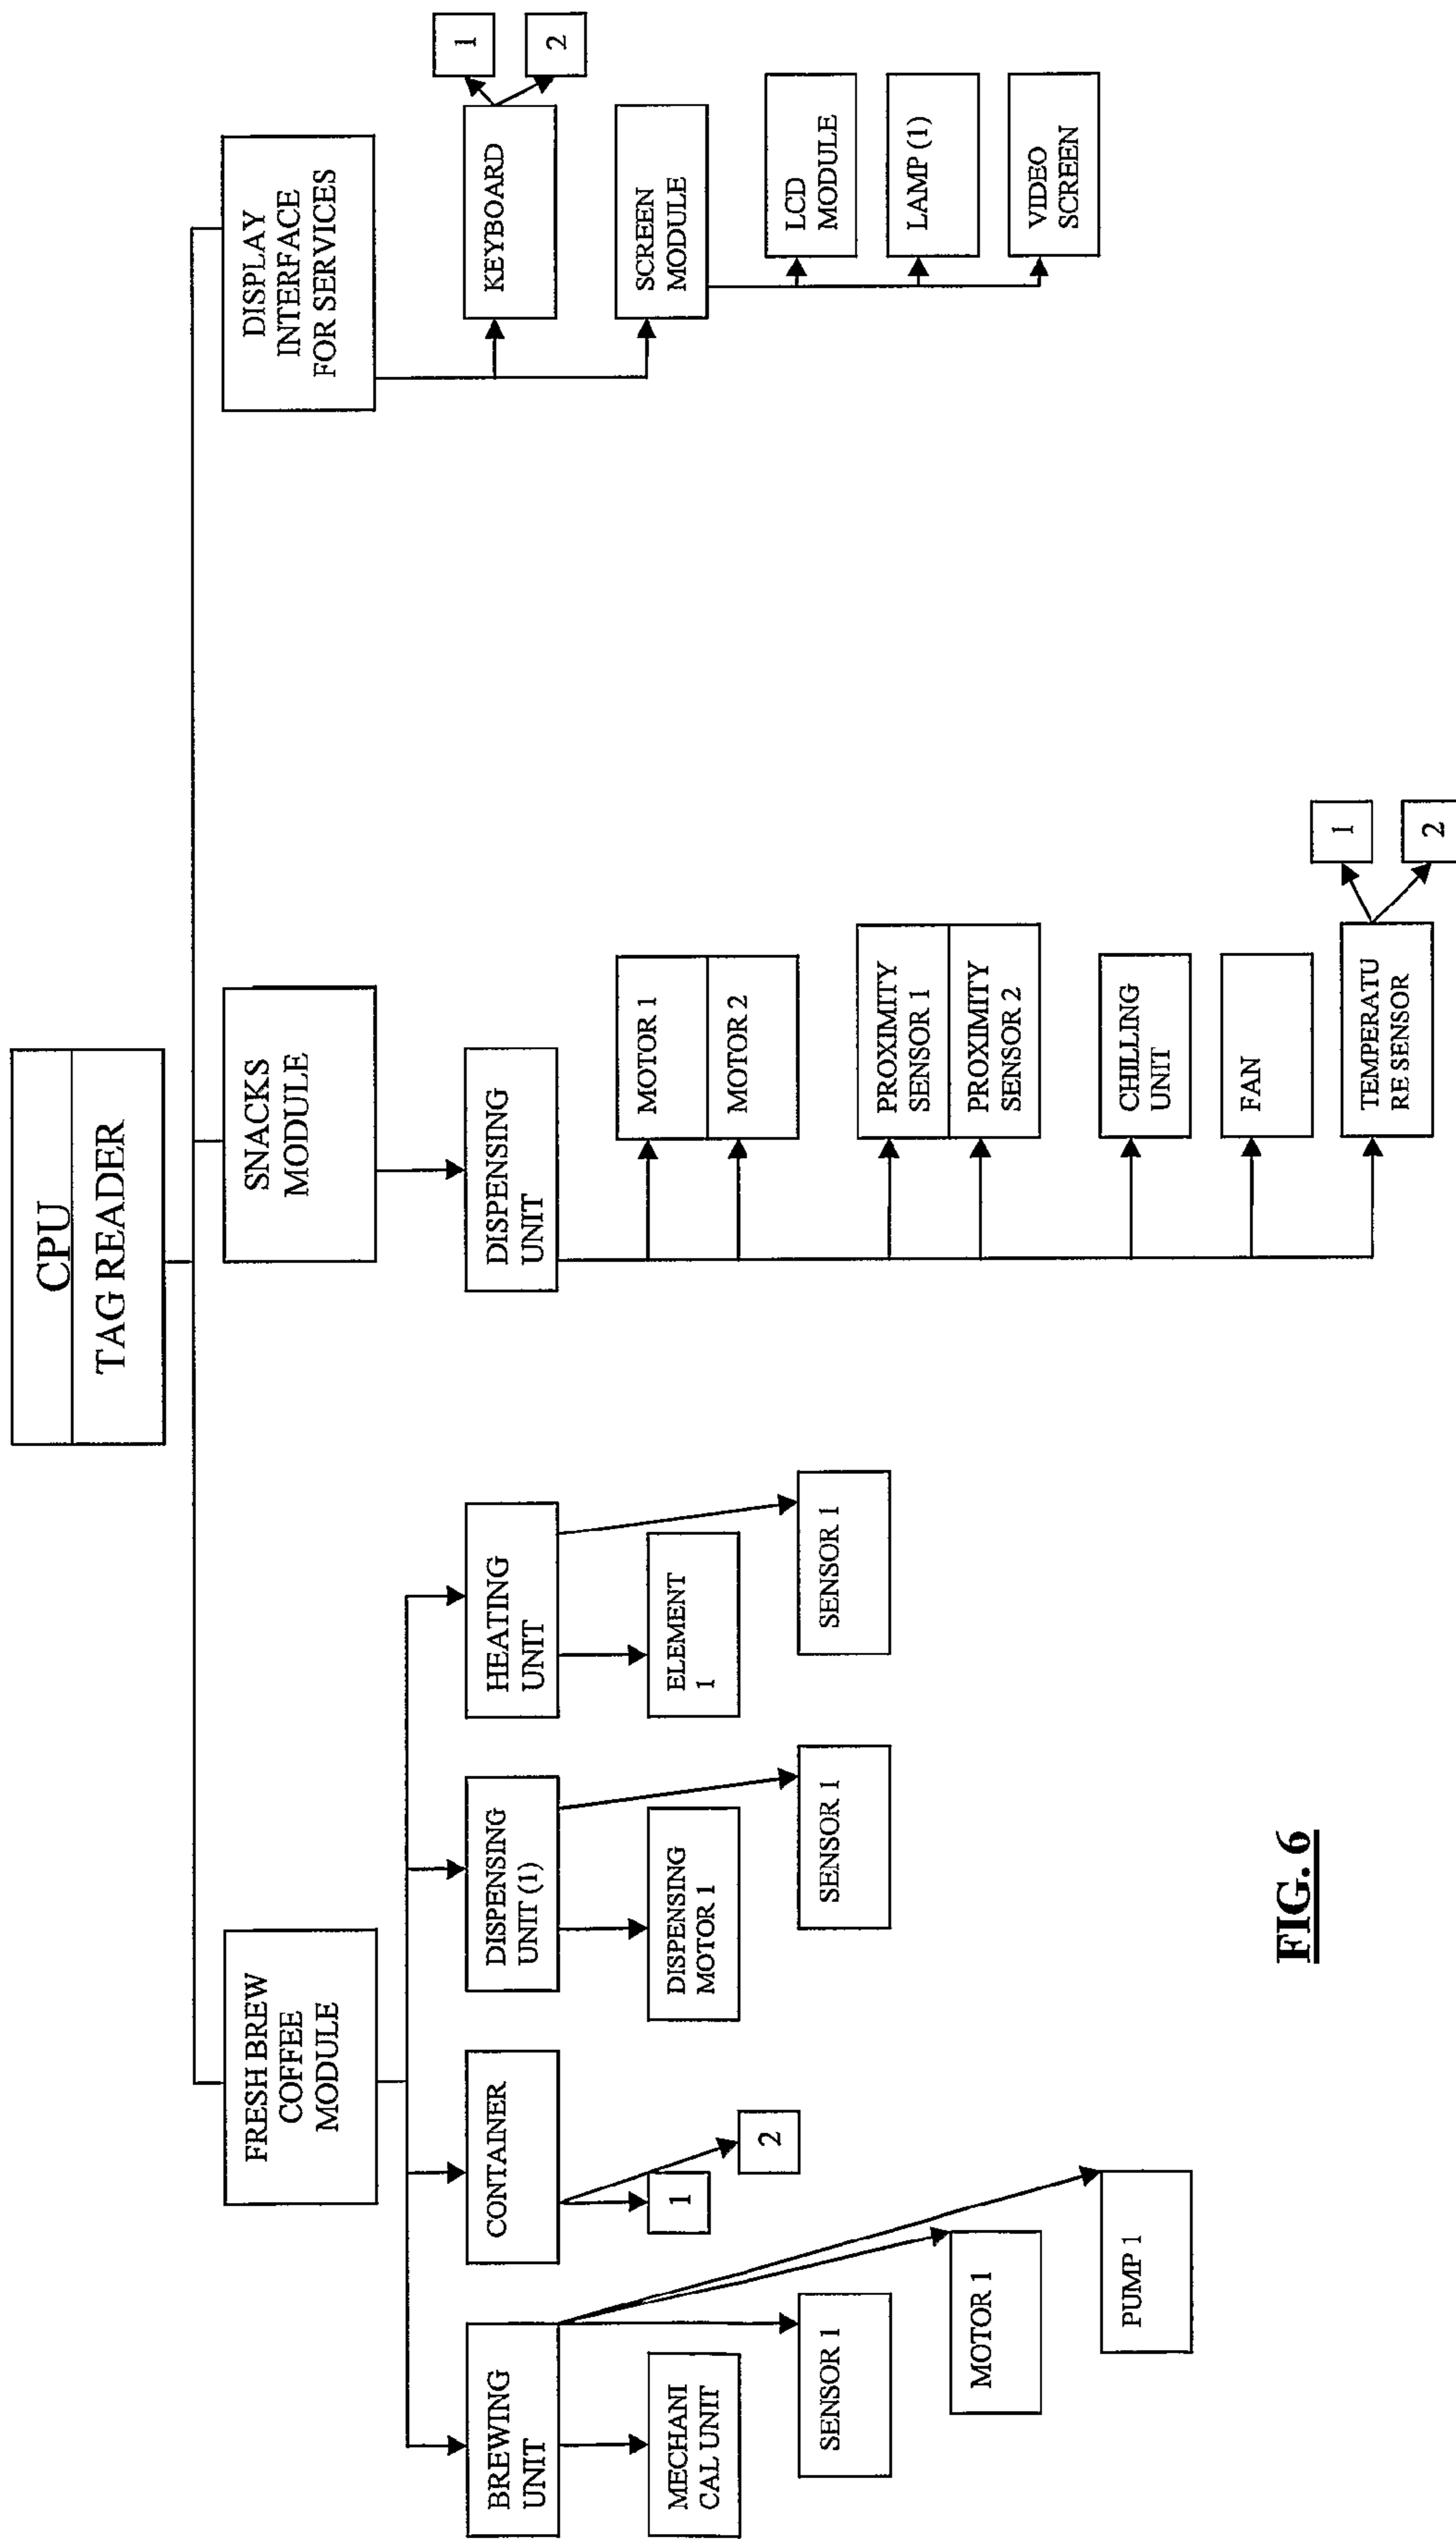 CPU
TAG READER
FRESH BREW
COFFEE
MODULE
SNACKS
MODULE
DISPLAY
INTERFACE
FOR SERVICES
BREWING
UNIT
MECHANI
CAL UNIT
SENSOR 1
MOTOR 1
PUMP 1
CONTAINER
1
2
DISPENSING
UNIT (1)
DISPENSING
MOTOR 1
SENSOR 1
HEATING
UNIT
ELEMENT
1
SENSOR 1
DISPENSING
UNIT
MOTOR 1
MOTOR 2
PROXIMITY
SENSOR 1
PROXIMITY
SENSOR 2
CHILLING
UNIT
FAN
TEMPERATU
RE SENSOR
1
2
KEYBOARD
1
2
SCREEN
MODULE
LCD
MODULE
LAMP (1)
VIDEO
SCREEN
FIG. 6